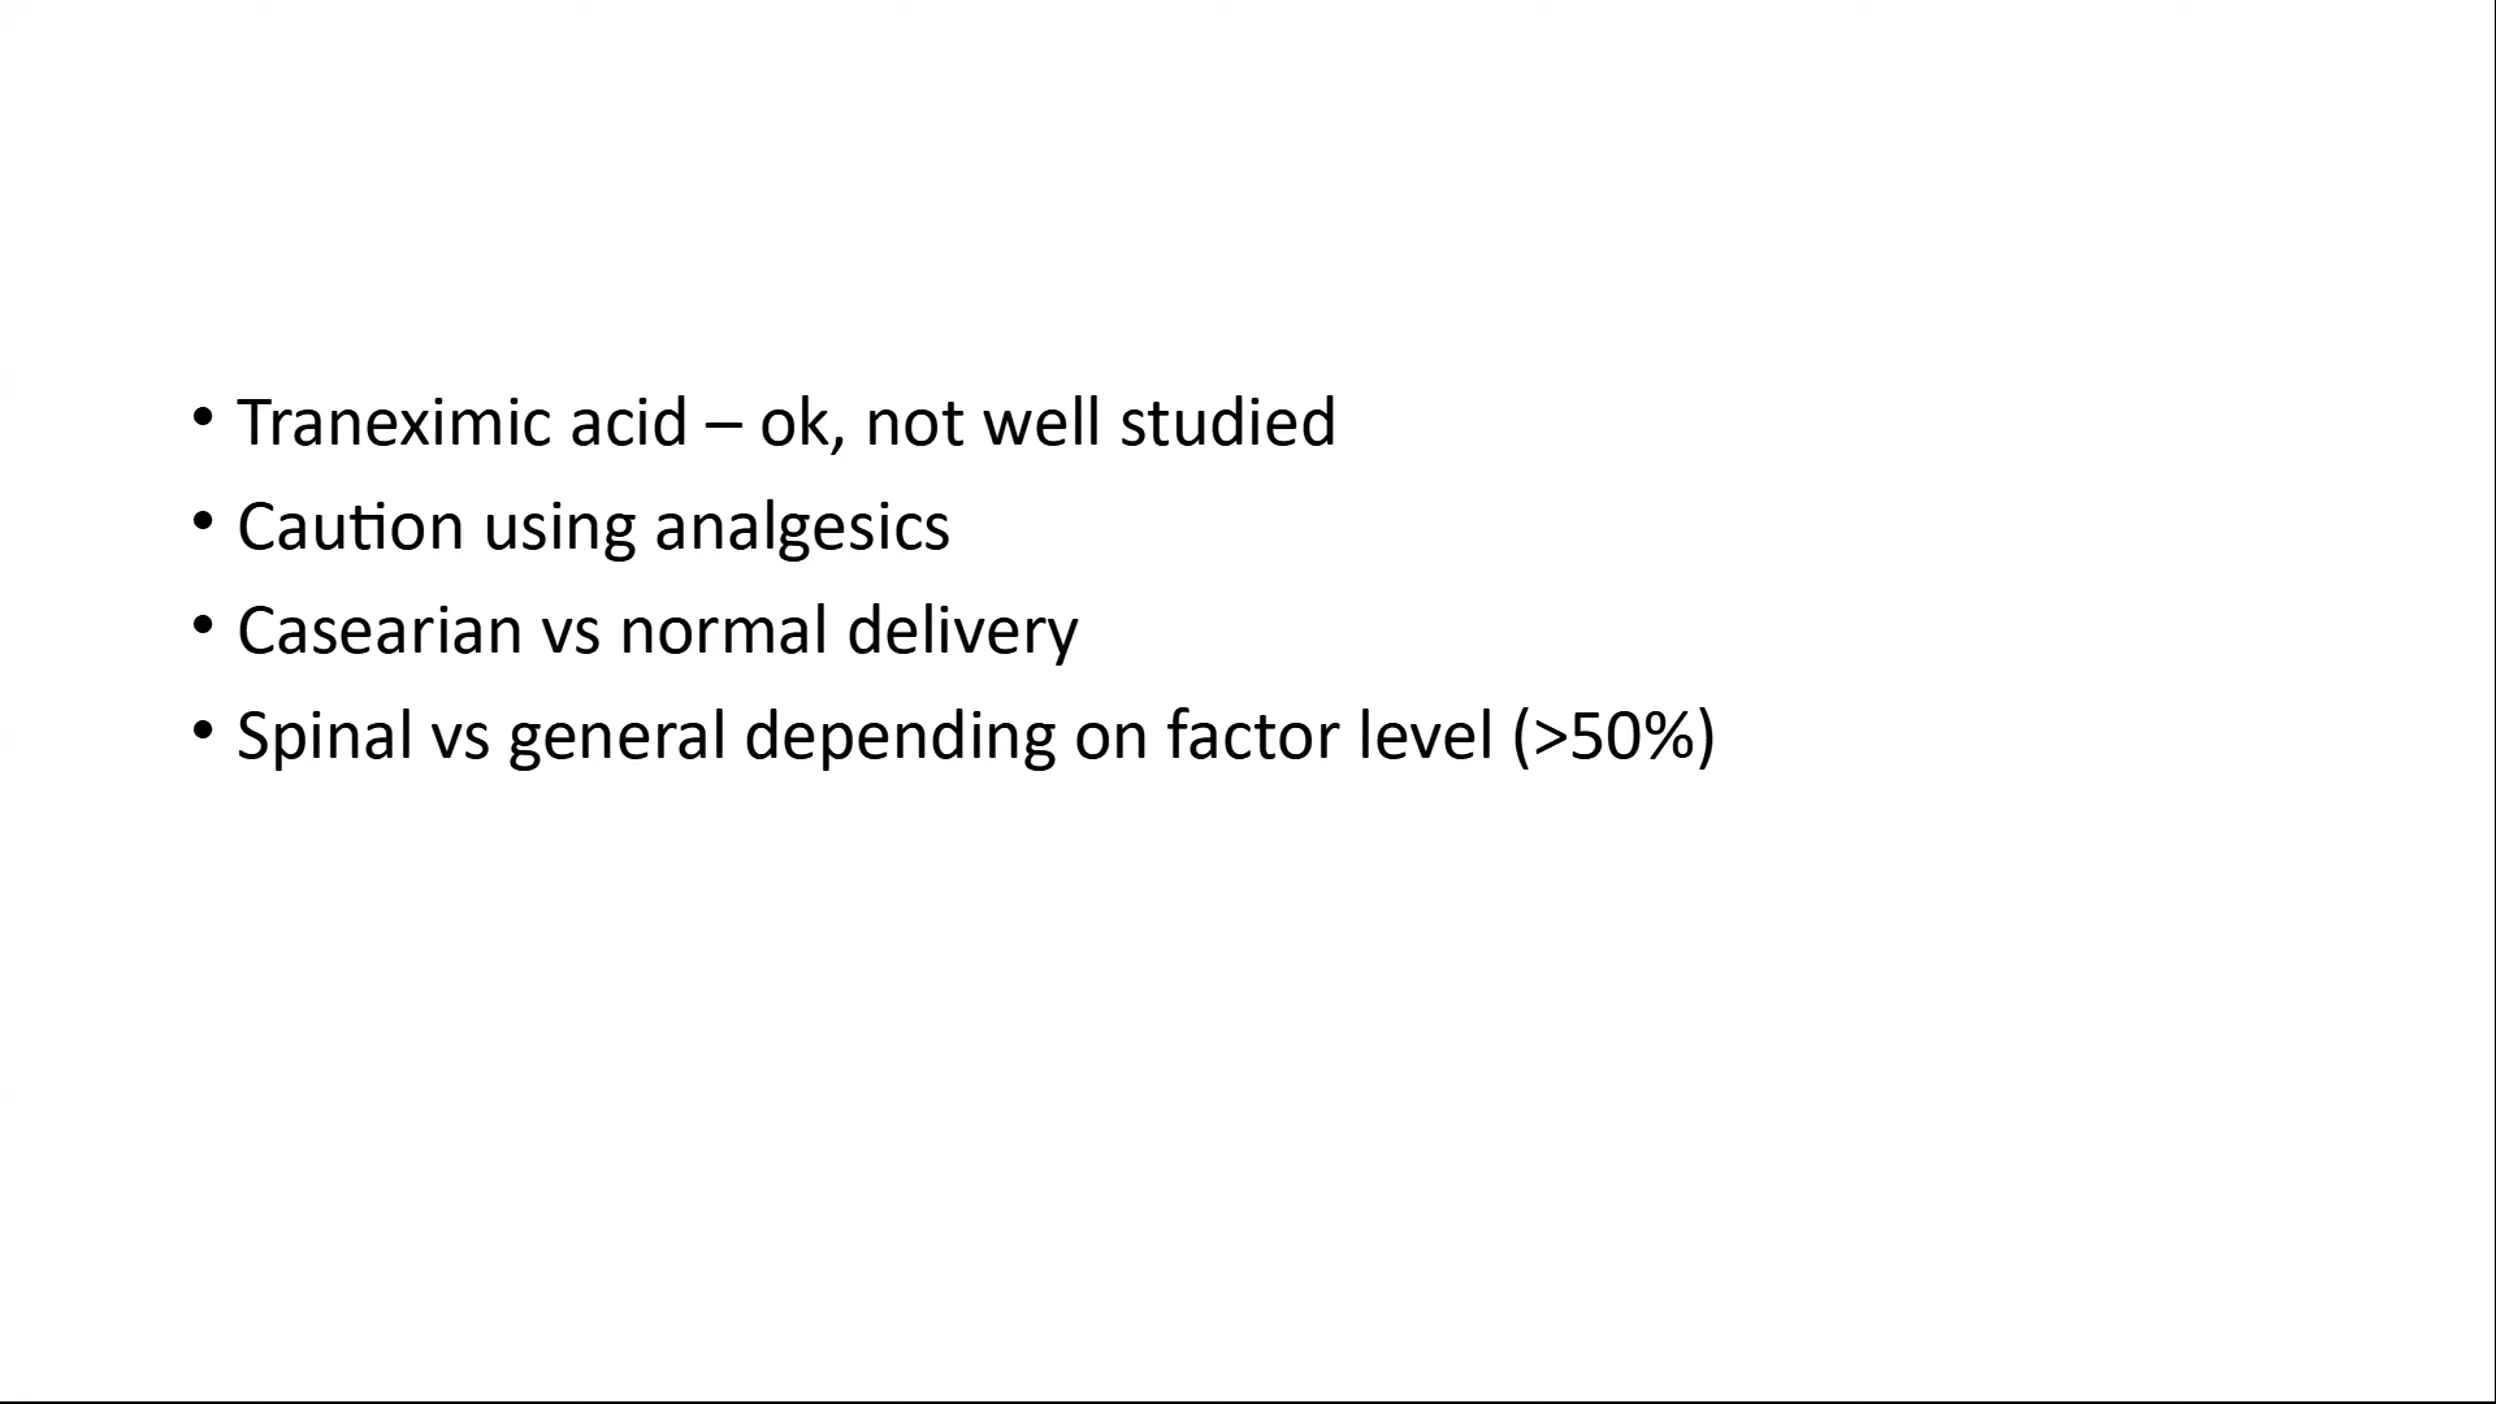 • Traneximic acid – ok, not well studied
• Caution using analgesics
• Casearian vs normal delivery
• Spinal vs general depending on factor level (>50%)